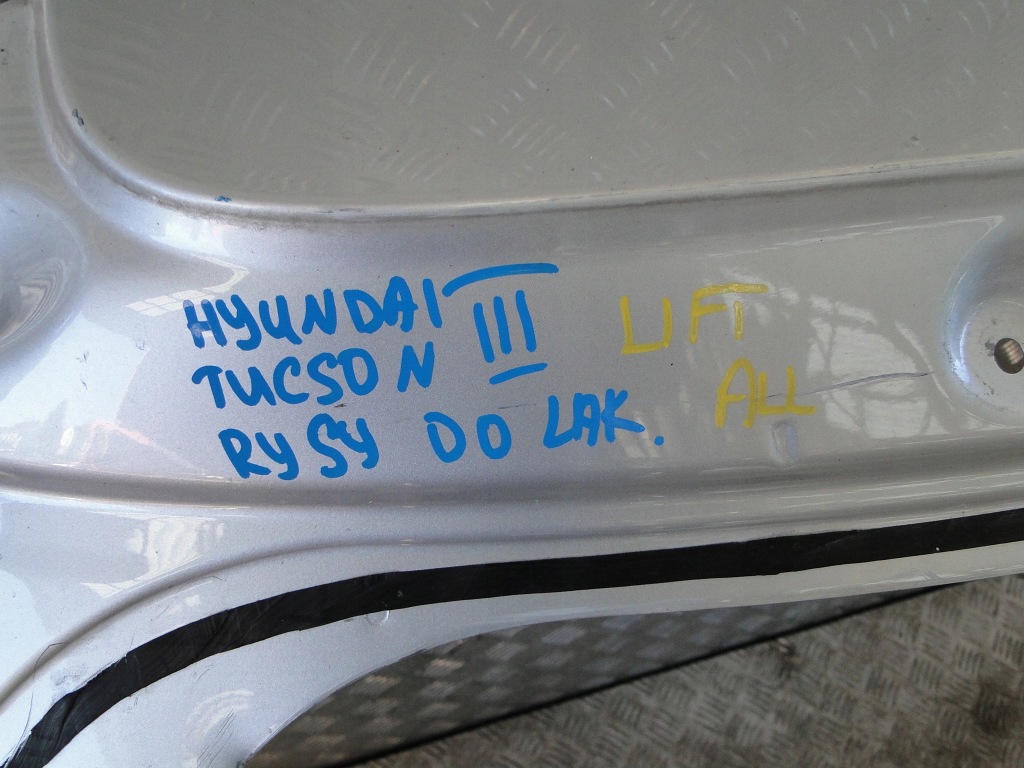 HYUNDAI III LIFT
TUCSON ALL
RYSY DO LAK.